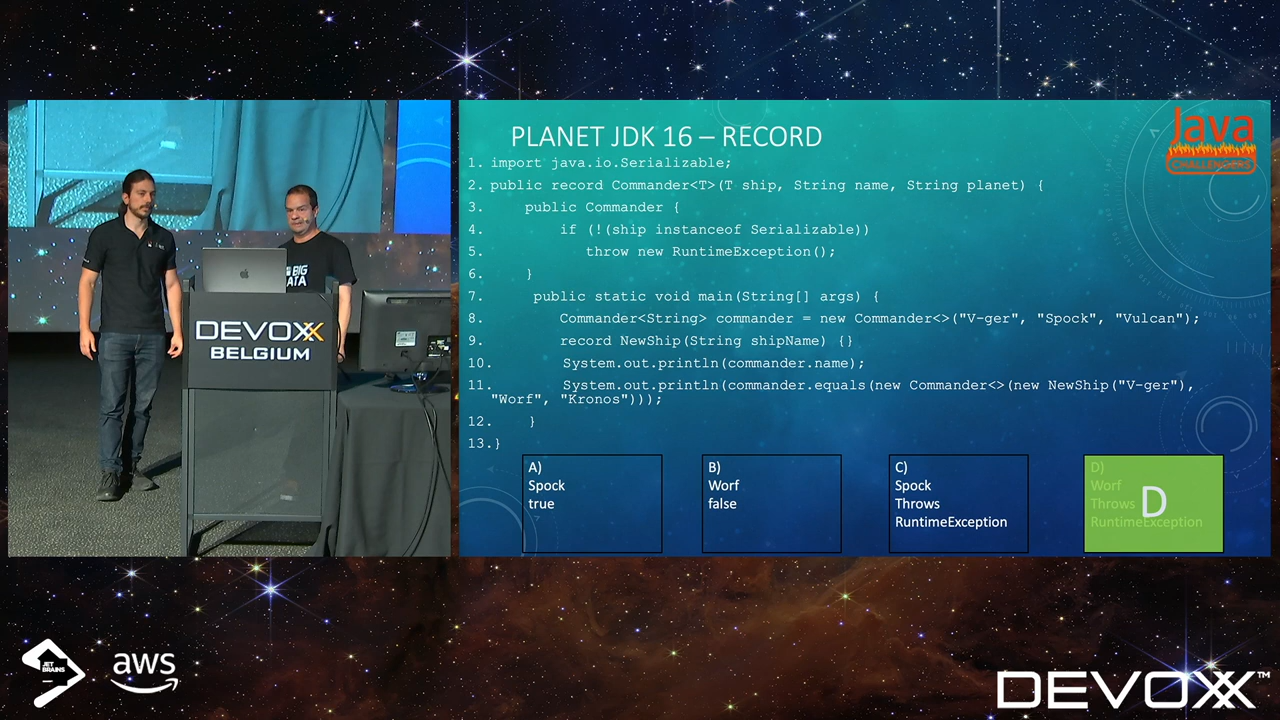 PLANET JDK 16 – RECORD
Java
CHALLENGERS
1. import java.io.Serializable;
2. public record Commander<T>(T ship, String name, String planet) {
3. public Commander {
4. if (!(ship instanceof Serializable))
5. throw new RuntimeException();
6. }
7. public static void main(String[] args) {
8. Commander<String> commander = new Commander<>("V-ger", "Spock", "Vulcan");
9. record NewShip(String shipName) {}
10. System.out.println(commander.name);
11. System.out.println(commander.equals(new Commander<>(new NewShip("V-ger"),
"Worf", "Kronos")));
12. }
13.}
A)
Spock
true
B)
Worf
false
C)
Spock
Throws
RuntimeException
D)
Worf
Throws
RuntimeException
D
BIG
DATA
DEVOXX
BELGIUM
JET
BRAINS
aws
DEVOXX™